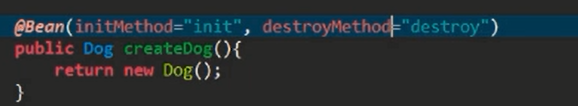 @Bean(initMethod="init", destroyMethod="destroy")
public Dog createDog(){
return new Dog();
}